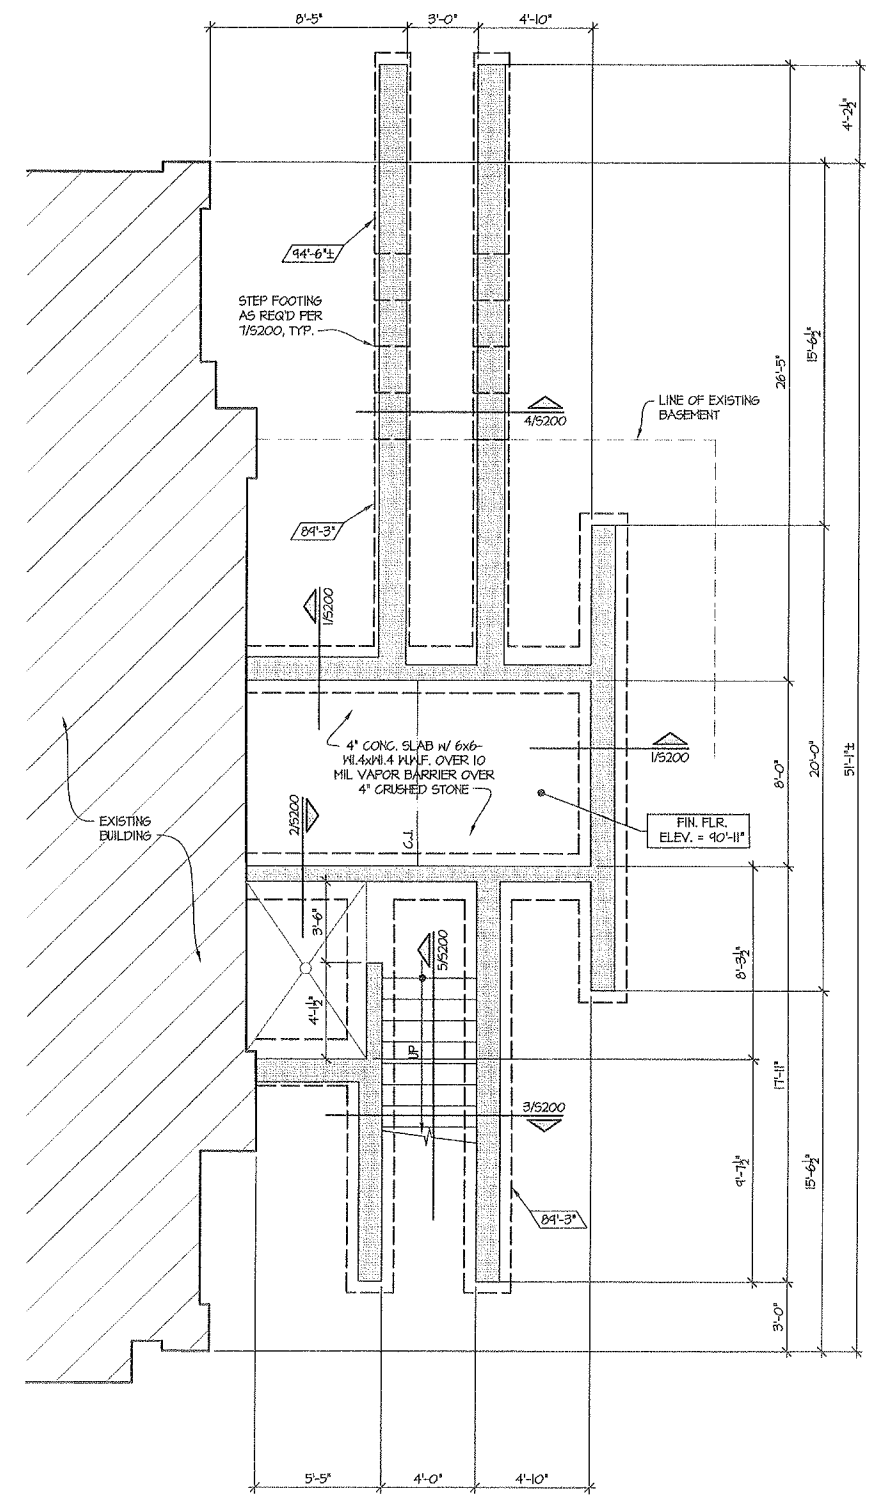 8'-5"
3'-0"
4'-10"
4'-2½"
94'-6"±
STEP FOOTING
AS REQ'D PER
7/S200, TYP.
15'-6½"
26'-5"
LINE OF EXISTING
BASEMENT
4/S200
89'-3"
1/S200
4" CONC. SLAB W/ 6x6-
W1.4xW1.4 W.W.F. OVER 10
MIL VAPOR BARRIER OVER
4" CRUSHED STONE
1/S200
8'-0"
20'-0"
51'-1"±
EXISTING
BUILDING
2/S200
C.J.
FIN. FLR.
ELEV. = 90'-11"
3'-6"
5/S200
8'-3½"
4'-1½"
UP
17'-11"
3/S200
9'-7½"
15'-6½"
89'-3"
3'-0"
5'-5"
4'-0"
4'-10"